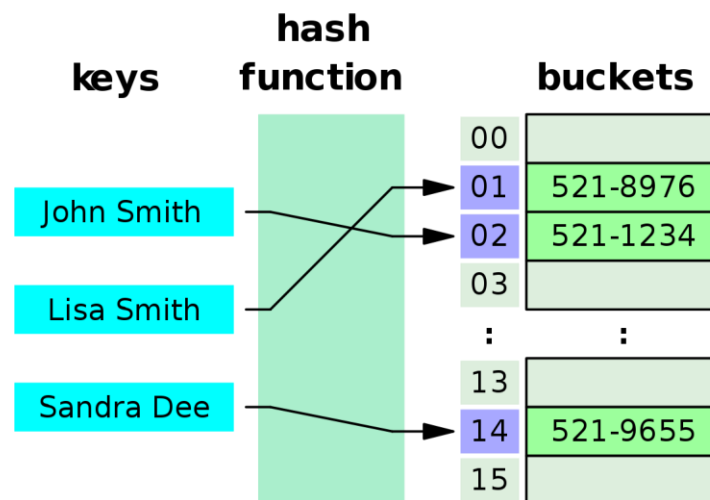 keys
hash
function
buckets
John Smith
Lisa Smith
Sandra Dee
00
01 521-8976
02 521-1234
03
: :
13
14 521-9655
15